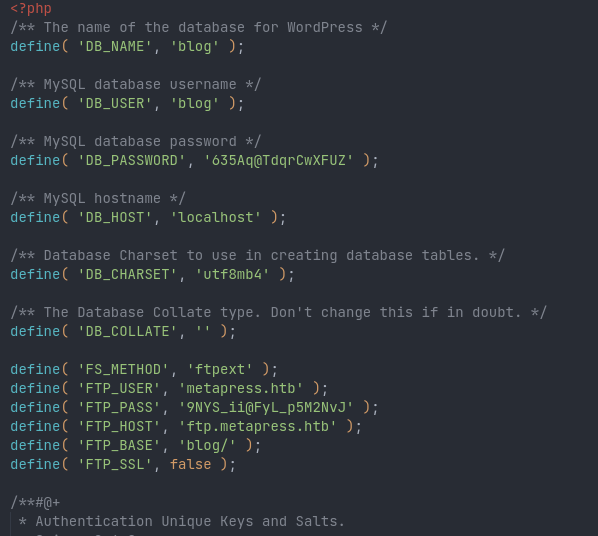 <?php
/** The name of the database for WordPress */
define( 'DB_NAME', 'blog' );
/** MySQL database username */
define( 'DB_USER', 'blog' );
/** MySQL database password */
define( 'DB_PASSWORD', '635Aq@TdqrCwXFUZ' );
/** MySQL hostname */
define( 'DB_HOST', 'localhost' );
/** Database Charset to use in creating database tables. */
define( 'DB_CHARSET', 'utf8mb4' );
/** The Database Collate type. Don't change this if in doubt. */
define( 'DB_COLLATE', '' );
define( 'FS_METHOD', 'ftpext' );
define( 'FTP_USER', 'metapress.htb' );
define( 'FTP_PASS', '9NYS_ii@FyL_p5M2NvJ' );
define( 'FTP_HOST', 'ftp.metapress.htb' );
define( 'FTP_BASE', 'blog/' );
define( 'FTP_SSL', false );
/**#@+
* Authentication Unique Keys and Salts.